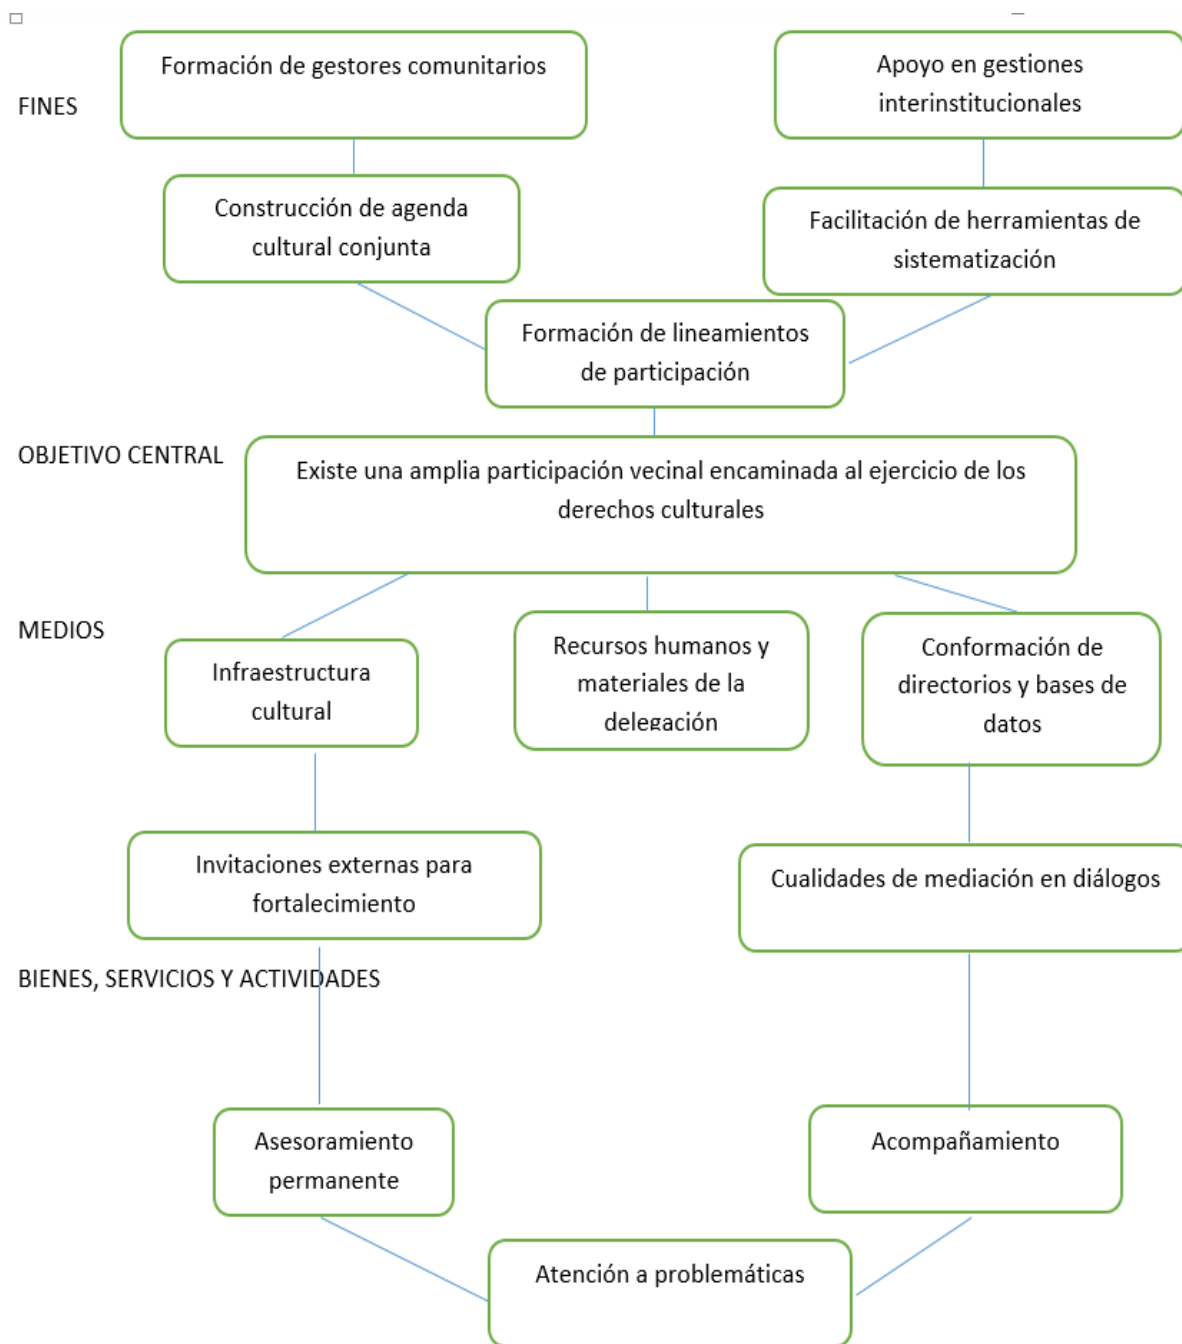 Formación de gestores comunitarios
Apoyo en gestiones
interinstitucionales
FINES
Construcción de agenda
cultural conjunta
Facilitación de herramientas de
sistematización
Formación de lineamientos
de participación
OBJETIVO CENTRAL
Existe una amplia participación vecinal encaminada al ejercicio de los
derechos culturales
MEDIOS
Infraestructura
cultural
Recursos humanos y
materiales de la
delegación
Conformación de
directorios y bases de
datos
Invitaciones externas para
fortalecimiento
Cualidades de mediación en diálogos
BIENES, SERVICIOS Y ACTIVIDADES
Asesoramiento
permanente
Acompañamiento
Atención a problemáticas